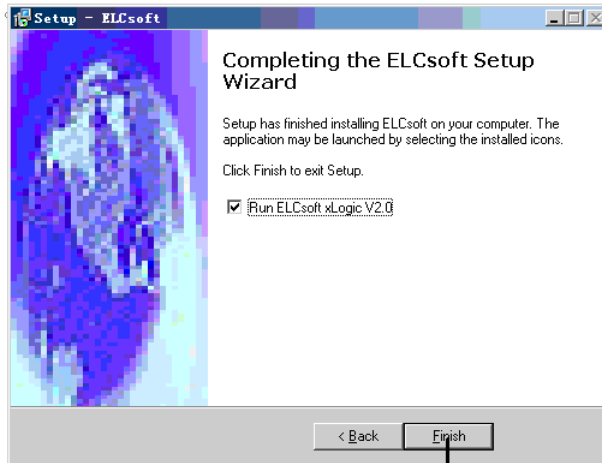 Setup - ELCsoft
Completing the ELCsoft Setup
Wizard
Setup has finished installing ELCsoft on your computer. The
application may be launched by selecting the installed icons.
Click Finish to exit Setup.
Run ELCsoft xLogic V2.0
< Back
Finish